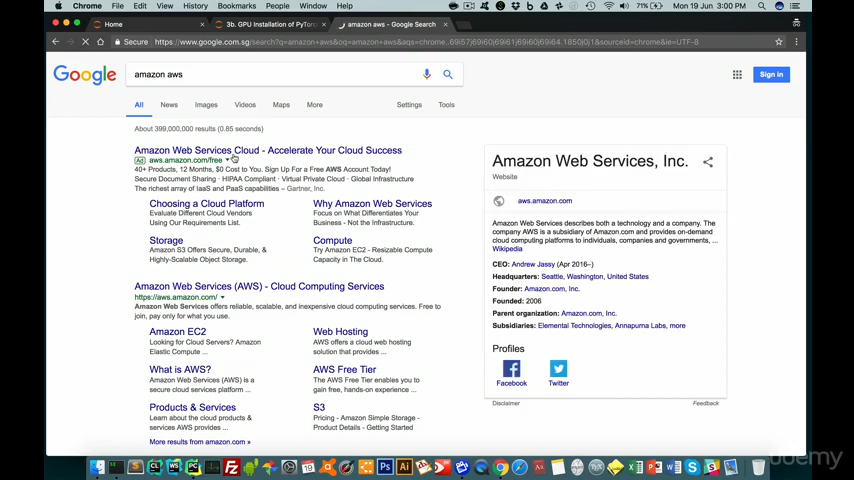 Chrome File Edit View History Bookmarks People Window Help 71% Mon 19 Jun 3:00 PM
Home 3b. GPU Installation of PyTorc amazon aws - Google Search
Secure https://www.google.com.sg/search?q=amazon+aws&oq=amazon+aws&aqs=chrome..69i57j69i60j69i61j69i60j69i64.1850j0j1&sourceid=chrome&ie=UTF-8
Google amazon aws Sign in
All News Images Videos Maps More Settings Tools
About 399,000,000 results (0.85 seconds)
Amazon Web Services Cloud - Accelerate Your Cloud Success
Ad aws.amazon.com/free
40+ Products, 12 Months, $0 Cost to You. Sign Up For a Free AWS Account Today!
Secure Document Sharing · HIPAA Compliant · Virtual Private Cloud · Global Infrastructure
The richest array of IaaS and PaaS capabilities – Gartner, Inc.
Choosing a Cloud Platform
Evaluate Different Cloud Vendors
Using Our Requirements List.
Why Amazon Web Services
Focus on What Differentiates Your
Business - Not the Infrastructure.
Storage
Amazon S3 Offers Secure, Durable, &
Highly-Scalable Object Storage.
Compute
Try Amazon EC2 - Resizable Compute
Capacity in The Cloud.
Amazon Web Services (AWS) - Cloud Computing Services
https://aws.amazon.com/
Amazon Web Services offers reliable, scalable, and inexpensive cloud computing services. Free to
join, pay only for what you use.
Amazon EC2
Looking for Cloud Servers? Amazon
Elastic Compute ...
Web Hosting
AWS offers a cloud web hosting
solution that provides ...
What is AWS?
Amazon Web Services (AWS) is a
secure cloud services platform ...
AWS Free Tier
The AWS Free Tier enables you to
gain free, hands-on experience ...
Products & Services
Learn about the cloud products &
services AWS provides ...
S3
Pricing - Amazon Simple Storage -
Product Details - Getting Started
More results from amazon.com »
Amazon Web Services, Inc.
Website
aws.amazon.com
Amazon Web Services describes both a technology and a company. The
company AWS is a subsidiary of Amazon.com and provides on-demand
cloud computing platforms to individuals, companies and governments, ...
Wikipedia
CEO: Andrew Jassy (Apr 2016–)
Headquarters: Seattle, Washington, United States
Founder: Amazon.com, Inc.
Founded: 2006
Parent organization: Amazon.com, Inc.
Subsidiaries: Elemental Technologies, Annapurna Labs, more
Profiles
Facebook Twitter
Disclaimer Feedback
udemy